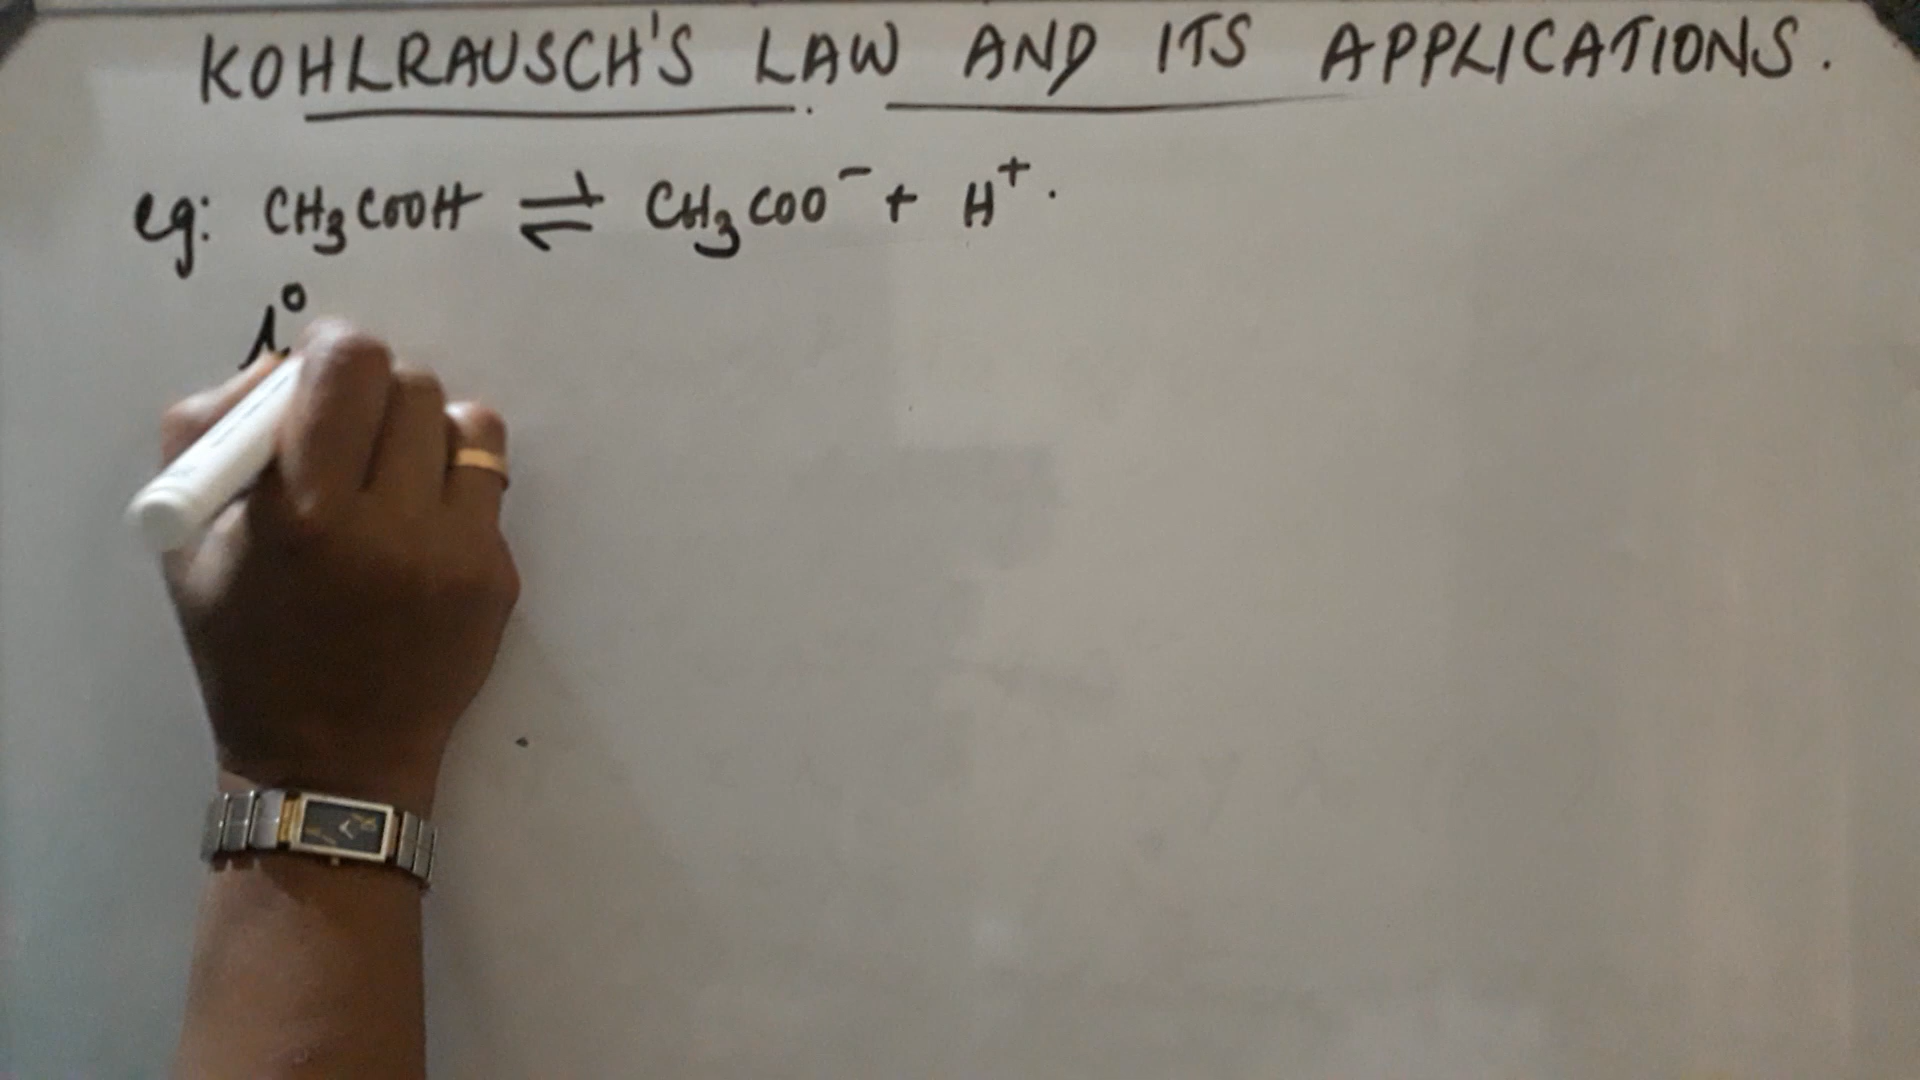 KOHLRAUSCH'S LAW AND ITS APPLICATIONS.
eg: CH₃COOH ⇌ CH₃COO⁻ + H⁺.
λ°